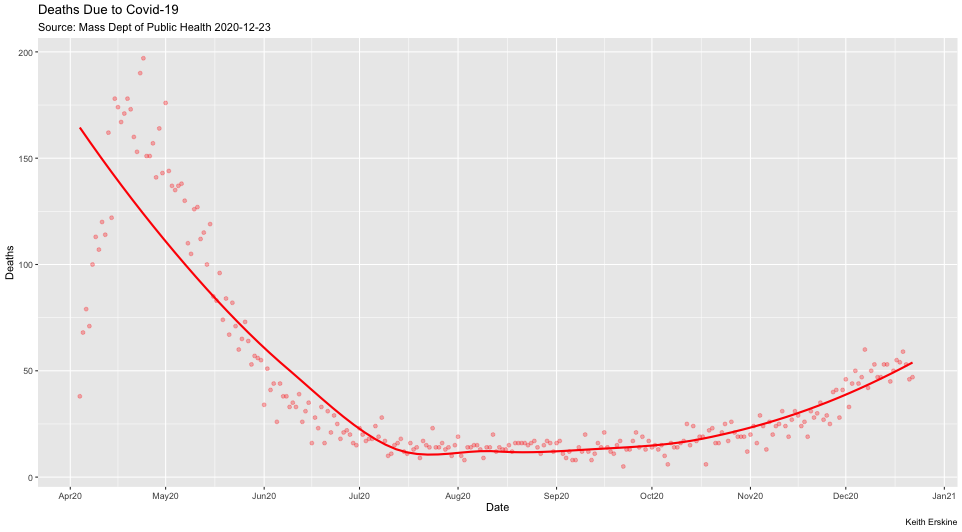 Deaths Due to Covid-19
Source: Mass Dept of Public Health 2020-12-23
200
150
100
50
0
Deaths
Apr20 May20 Jun20 Jul20 Aug20 Sep20 Oct20 Nov20 Dec20 Jan21
Date
Keith Erskine